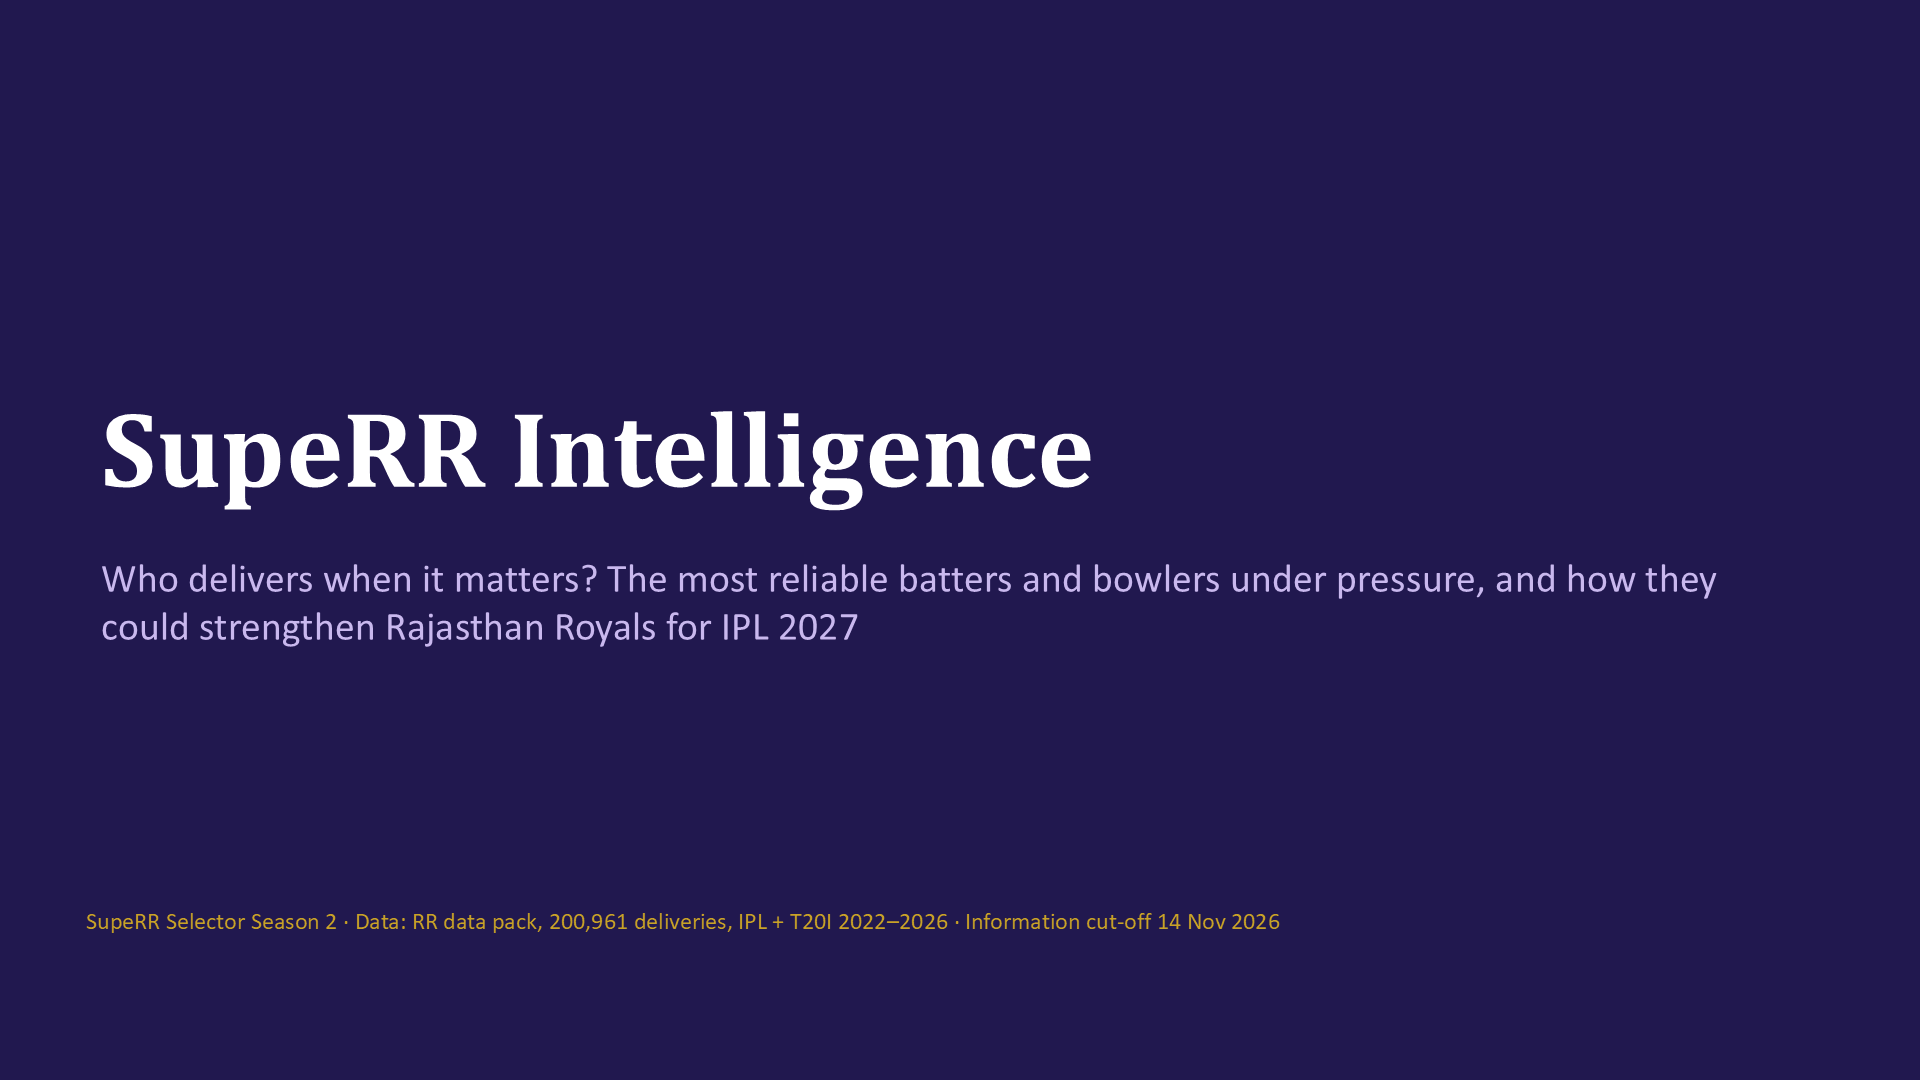 SupeRR Intelligence
Who delivers when it matters? The most reliable batters and bowlers under pressure, and how they
could strengthen Rajasthan Royals for IPL 2027
SupeRR Selector Season 2 · Data: RR data pack, 200,961 deliveries, IPL + T20I 2022–2026 · Information cut-off 14 Nov 2026